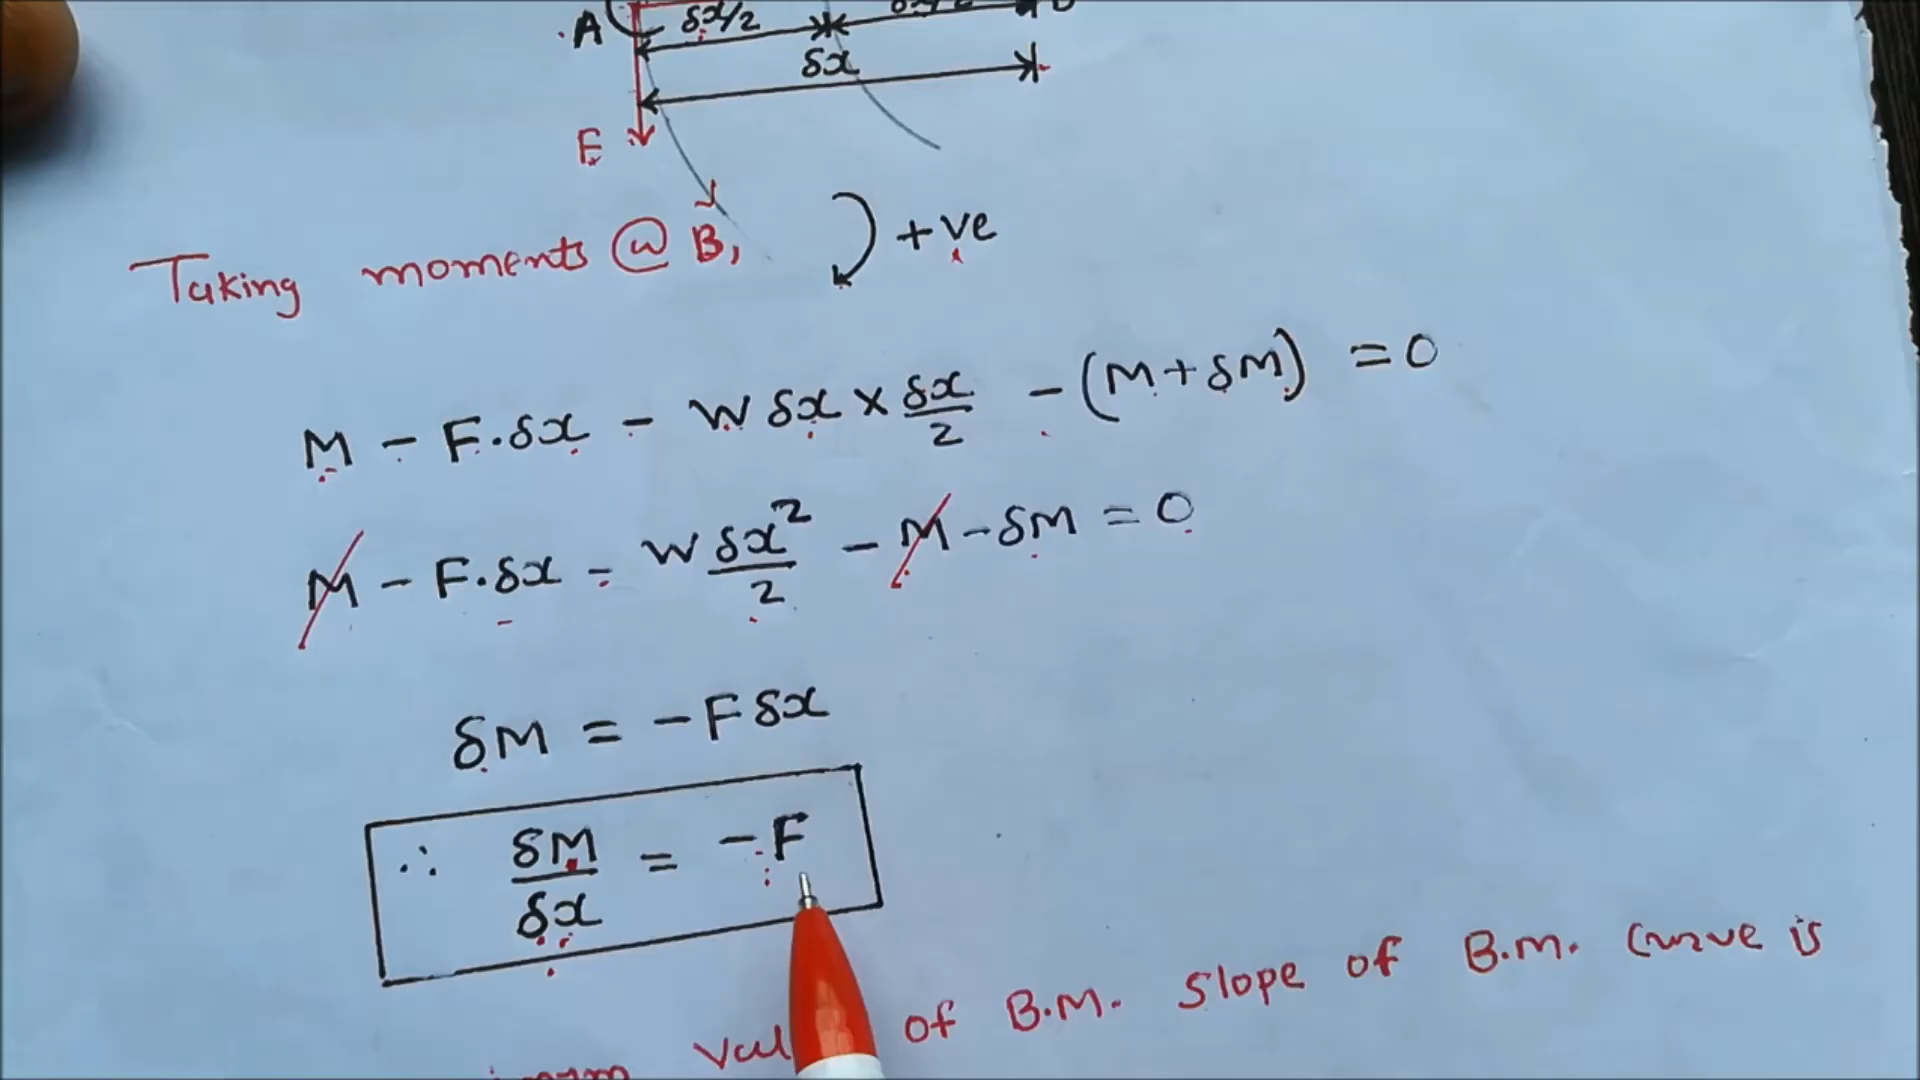 A δx/2
δx
F
Taking moments @ B, +ve
M - F.δx - W δx × δx/2 - (M + δM) = 0
M - F.δx - W δx²/2 - M - δM = 0
δM = -F δx
∴ δM/δx = -F
of B.M. Slope of B.M. Curve is